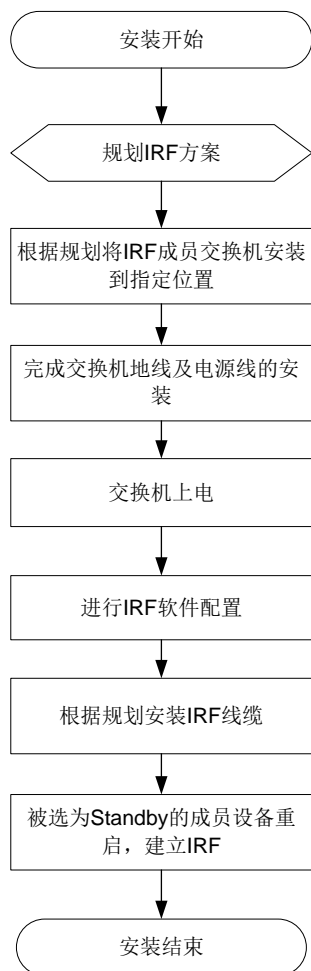 安装开始
规划IRF方案
根据规划将IRF成员交换机安装
到指定位置
完成交换机地线及电源线的安
装
交换机上电
进行IRF软件配置
根据规划安装IRF线缆
被选为Standby的成员设备重
启，建立IRF
安装结束